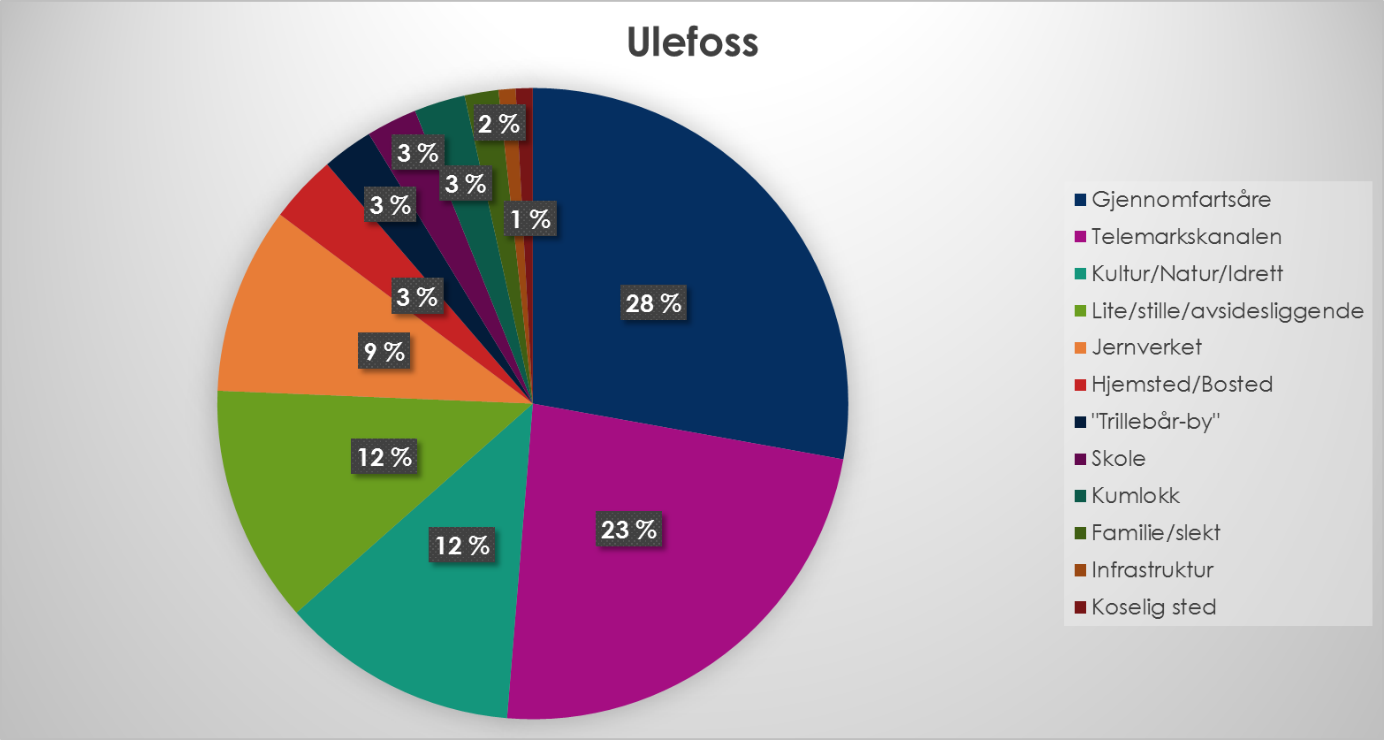 Ulefoss
2 %
3 %
3 %
3 %
1 %
3 %
28 %
9 %
12 %
23 %
12 %
Gjennomfartsåre
Telemarkskanalen
Kultur/Natur/Idrett
Lite/stille/avsidesliggende
Jernverket
Hjemsted/Bosted
"Trillebår-by"
Skole
Kumlokk
Familie/slekt
Infrastruktur
Koselig sted